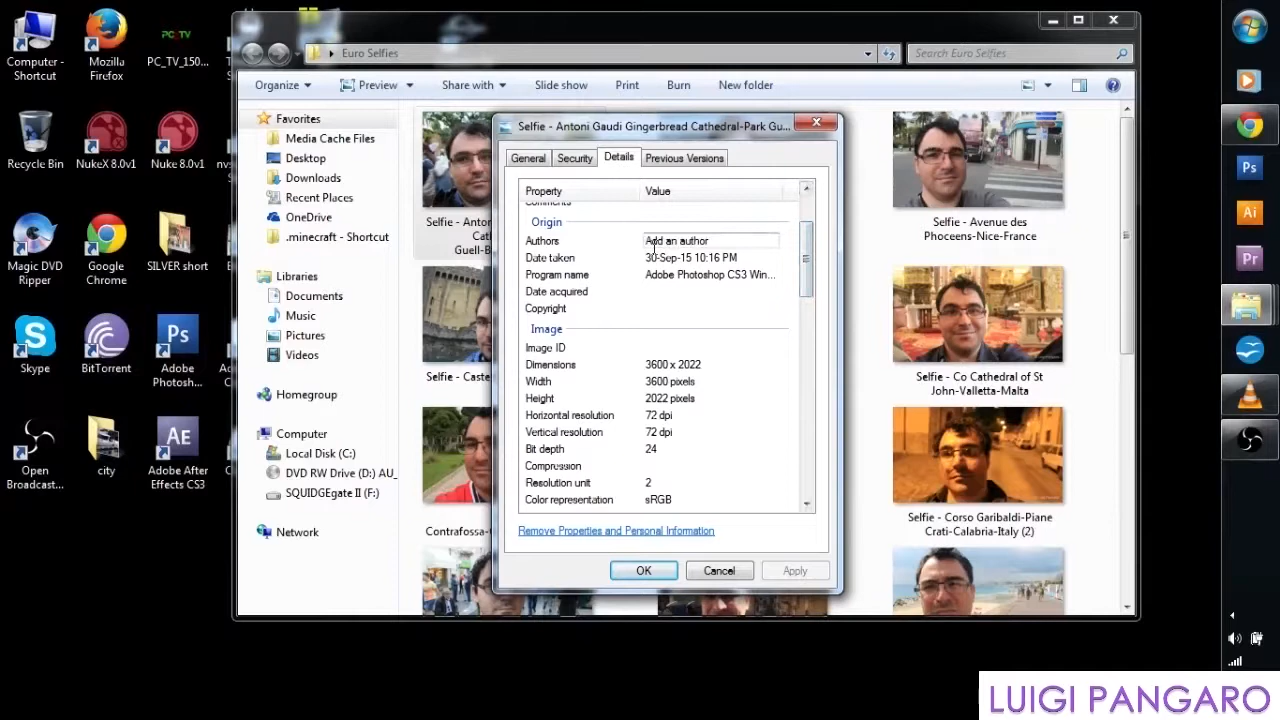 Computer -
Shortcut
Mozilla
Firefox
PC_TV
PC_TV_150...
Recycle Bin
NukeX 8.0v1
Nuke 8.0v1
Magic DVD
Ripper
Google
Chrome
SILVER short
Skype
BitTorrent
Ps
Adobe
Photosh...
Open
Broadcast...
city
AE
Adobe After
Effects CS3
Euro Selfies
Search Euro Selfies
Organize
Preview
Share with
Slide show
Print
Burn
New folder
Favorites
Media Cache Files
Desktop
Downloads
Recent Places
OneDrive
.minecraft - Shortcut
Libraries
Documents
Music
Pictures
Videos
Homegroup
Computer
Local Disk (C:)
DVD RW Drive (D:) AU_
SQUIDGEgate II (F:)
Network
Selfie - Antoni Gaudi Gingerbread Cathedral-Park Gu...
General
Security
Details
Previous Versions
Property
Value
Comments
Origin
Authors
Add an author
Date taken
30-Sep-15 10:16 PM
Program name
Adobe Photoshop CS3 Win...
Date acquired
Copyright
Image
Image ID
Dimensions
3600 x 2022
Width
3600 pixels
Height
2022 pixels
Horizontal resolution
72 dpi
Vertical resolution
72 dpi
Bit depth
24
Compression
Resolution unit
2
Color representation
sRGB
Remove Properties and Personal Information
OK
Cancel
Apply
Selfie - Avenue des
Phoceens-Nice-France
Selfie - Co Cathedral of St
John-Valletta-Malta
Selfie - Corso Garibaldi-Piane
Crati-Calabria-Italy (2)
Ps
Ai
Pr
LUIGI PANGARO